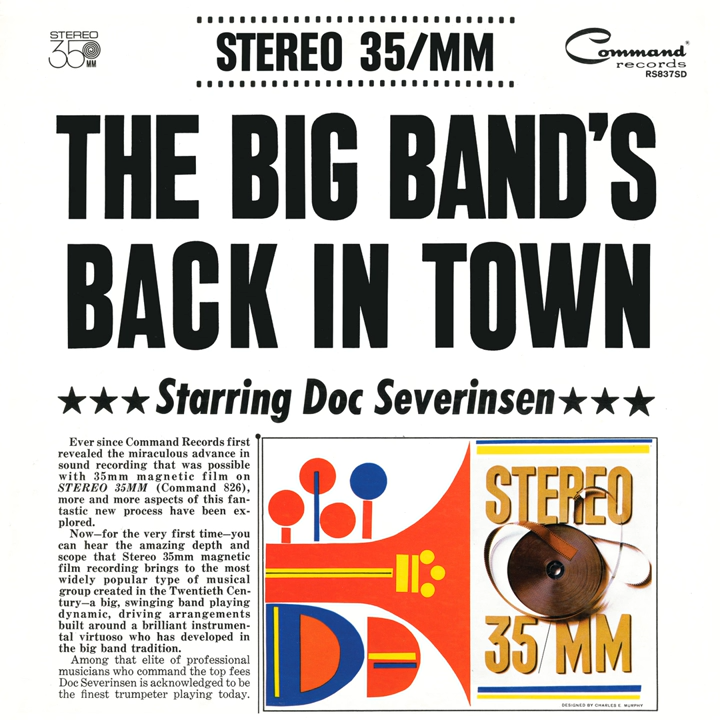 STEREO
35
MM
STEREO 35/MM
Command®
records
RS837SD
THE BIG BAND'S
BACK IN TOWN
★★★Starring Doc Severinsen★★★
Ever since Command Records first
revealed the miraculous advance in
sound recording that was possible
with 35mm magnetic film on
STEREO 35MM (Command 826),
more and more aspects of this fan-
tastic new process have been ex-
plored.
Now—for the very first time—you
can hear the amazing depth and
scope that Stereo 35mm magnetic
film recording brings to the most
widely popular type of musical
group created in the Twentieth Cen-
tury—a big, swinging band playing
dynamic, driving arrangements
built around a brilliant instrumen-
tal virtuoso who has developed in
the big band tradition.
Among that elite of professional
musicians who command the top fees
Doc Severinsen is acknowledged to be
the finest trumpeter playing today.
STEREO
35/MM
DESIGNED BY CHARLES E. MURPHY